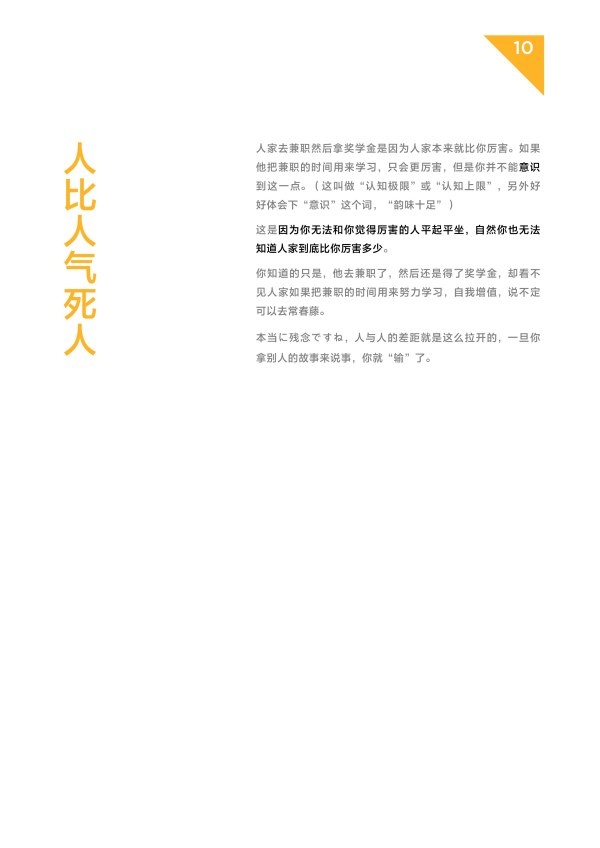 10
人比人气死人
人家去兼职然后拿奖学金是因为人家本来就比你厉害。如果
他把兼职的时间用来学习，只会更厉害，但是你并不能意识
到这一点。（这叫做“认知极限”或“认知上限”，另外好
好体会下“意识”这个词，“韵味十足”）
这是因为你无法和你觉得厉害的人平起平坐，自然你也无法
知道人家到底比你厉害多少。
你知道的只是，他去兼职了，然后还是得了奖学金，却看不
见人家如果把兼职的时间用来努力学习，自我增值，说不定
可以去常春藤。
本当に残念ですね，人与人的差距就是这么拉开的，一旦你
拿别人的故事来说事，你就“输”了。